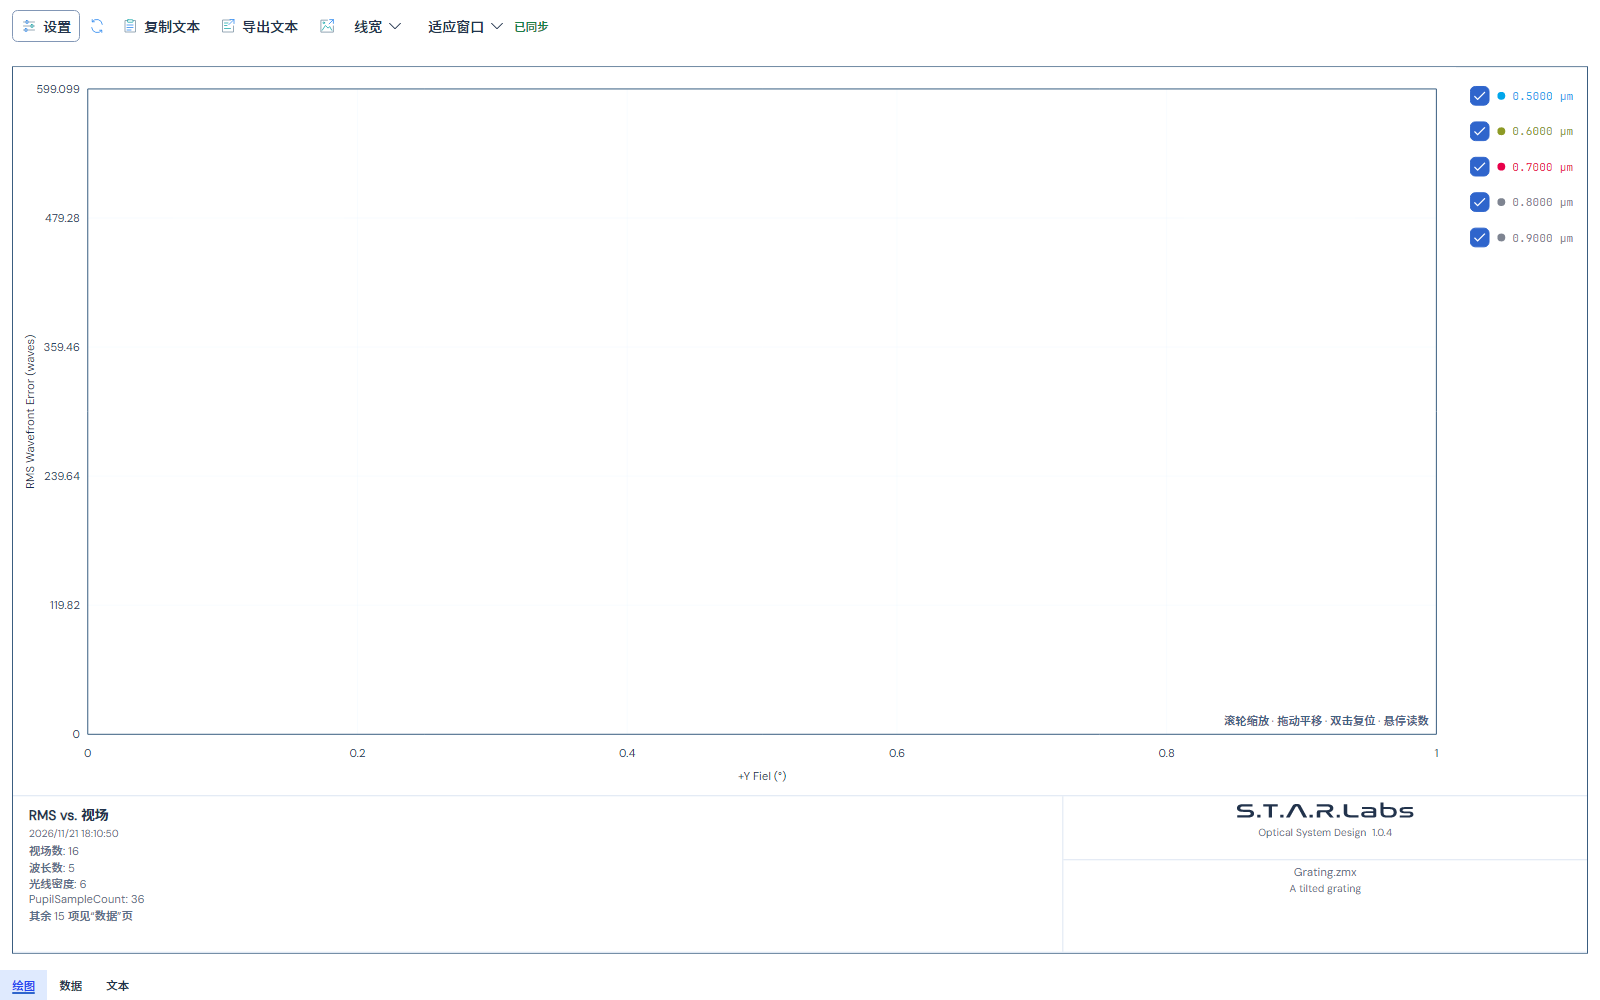 设置 复制文本 导出文本 线宽 适应窗口 已同步
599.099
479.28
359.46
239.64
119.82
0
RMS Wavefront Error (waves)
0 0.2 0.4 0.6 0.8 1
+Y Fiel (°)
滚轮缩放 · 拖动平移 · 双击复位 · 悬停读数
0.5000 µm
0.6000 µm
0.7000 µm
0.8000 µm
0.9000 µm
RMS vs. 视场
2026/11/21 18:10:50
视场数: 16
波长数: 5
光线密度: 6
PupilSampleCount: 36
其余 15 项见“数据”页
S.T.A.R.Labs
Optical System Design 1.0.4
Grating.zmx
A tilted grating
绘图 数据 文本